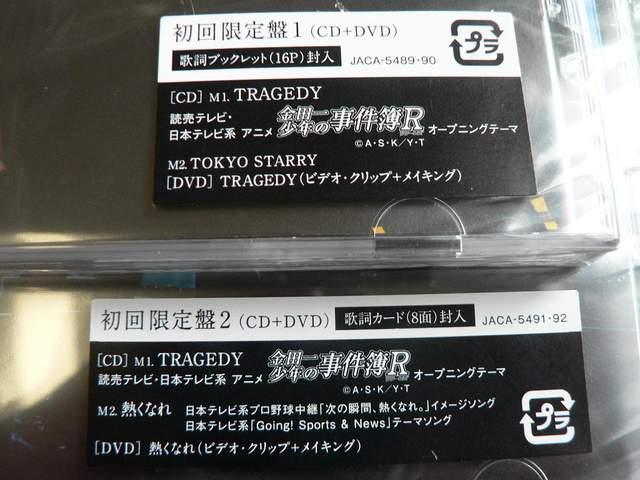 初回限定盤1 (CD+DVD)
歌詞ブックレット(16P)封入 JACA-5489・90
プラ
[CD] M1. TRAGEDY
読売テレビ・
日本テレビ系 アニメ 金田一少年の事件簿R オープニングテーマ
©A・S・K/Y・T
M2. TOKYO STARRY
[DVD] TRAGEDY(ビデオ・クリップ+メイキング)
初回限定盤2 (CD+DVD) 歌詞カード(8面)封入 JACA-5491・92
[CD] M1. TRAGEDY
読売テレビ・日本テレビ系 アニメ 金田一少年の事件簿R オープニングテーマ
©A・S・K/Y・T
M2. 熱くなれ 日本テレビ系プロ野球中継「次の瞬間、熱くなれ。」イメージソング
日本テレビ系「Going! Sports & News」テーマソング
プラ
[DVD] 熱くなれ(ビデオ・クリップ+メイキング)